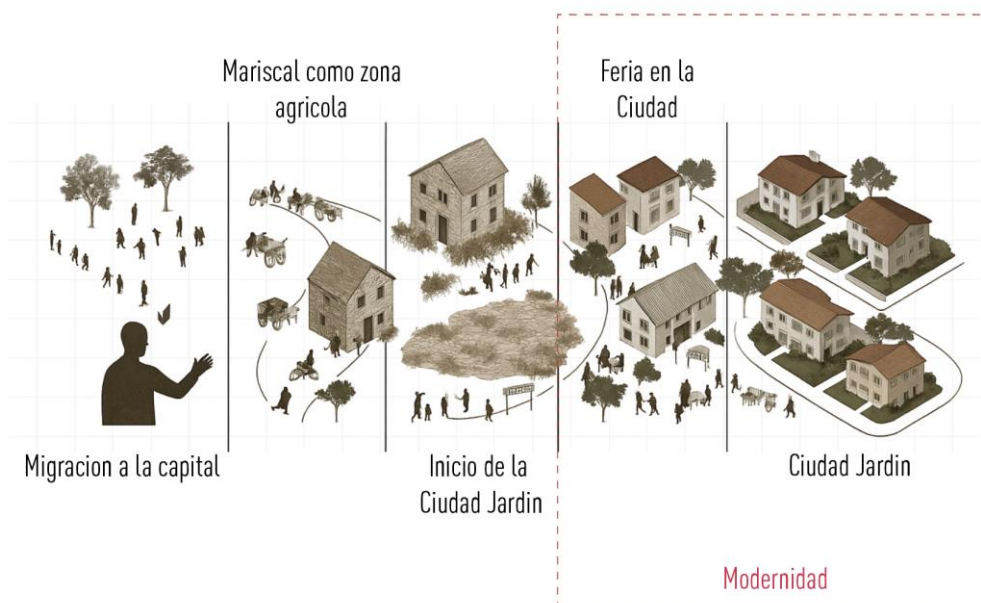 Mariscal como zona
agricola
Feria en la
Ciudad
Migracion a la capital
Inicio de la
Ciudad Jardin
Ciudad Jardin
Modernidad